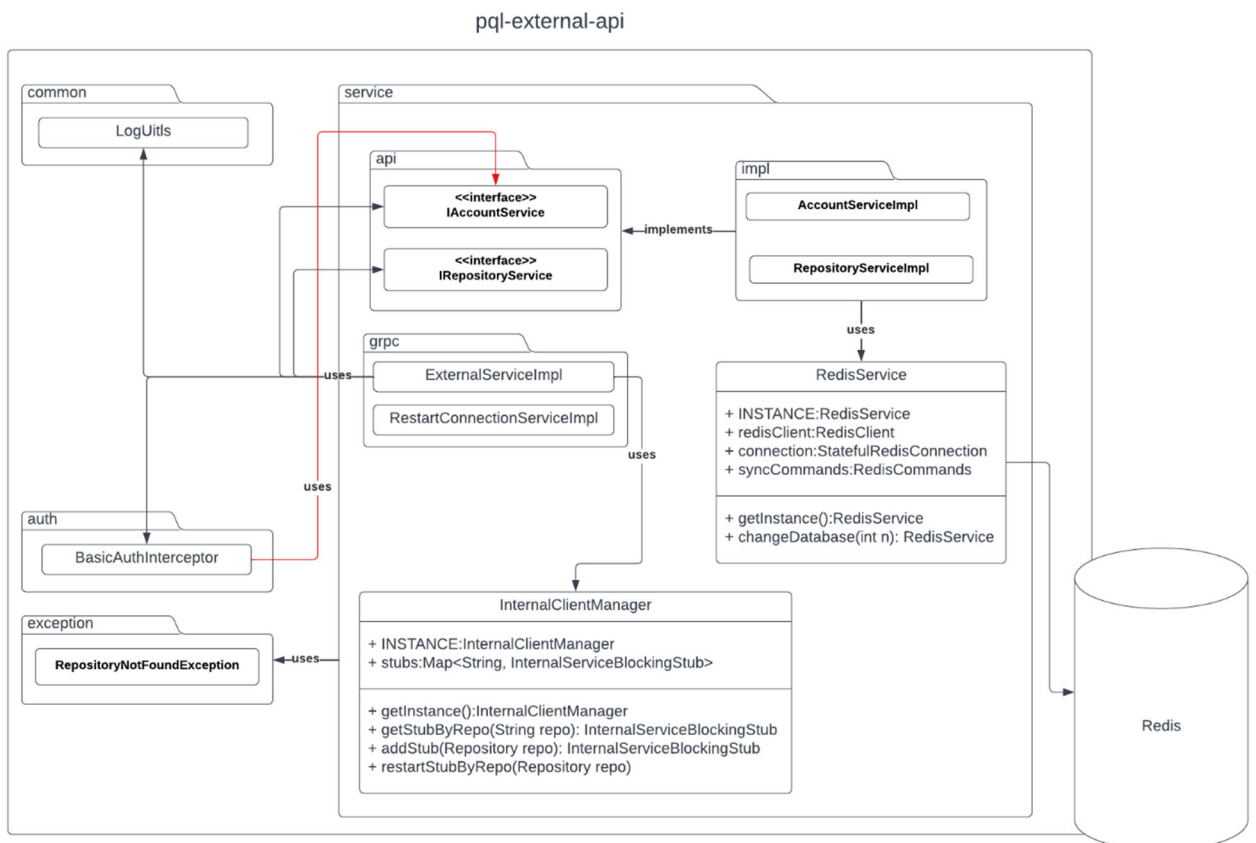 pql-external-api
common
LogUitls
service
api
<<interface>>
IAccountService
<<interface>>
IRepositoryService
impl
AccountServiceImpl
RepositoryServiceImpl
implements
uses
grpc
ExternalServiceImpl
RestartConnectionServiceImpl
uses
uses
uses
RedisService
+ INSTANCE:RedisService
+ redisClient:RedisClient
+ connection:StatefulRedisConnection
+ syncCommands:RedisCommands
+ getInstance():RedisService
+ changeDatabase(int n): RedisService
auth
BasicAuthInterceptor
exception
RepositoryNotFoundException
uses
InternalClientManager
+ INSTANCE:InternalClientManager
+ stubs:Map<String, InternalServiceBlockingStub>
+ getInstance():InternalClientManager
+ getStubByRepo(String repo): InternalServiceBlockingStub
+ addStub(Repository repo): InternalServiceBlockingStub
+ restartStubByRepo(Repository repo)
Redis